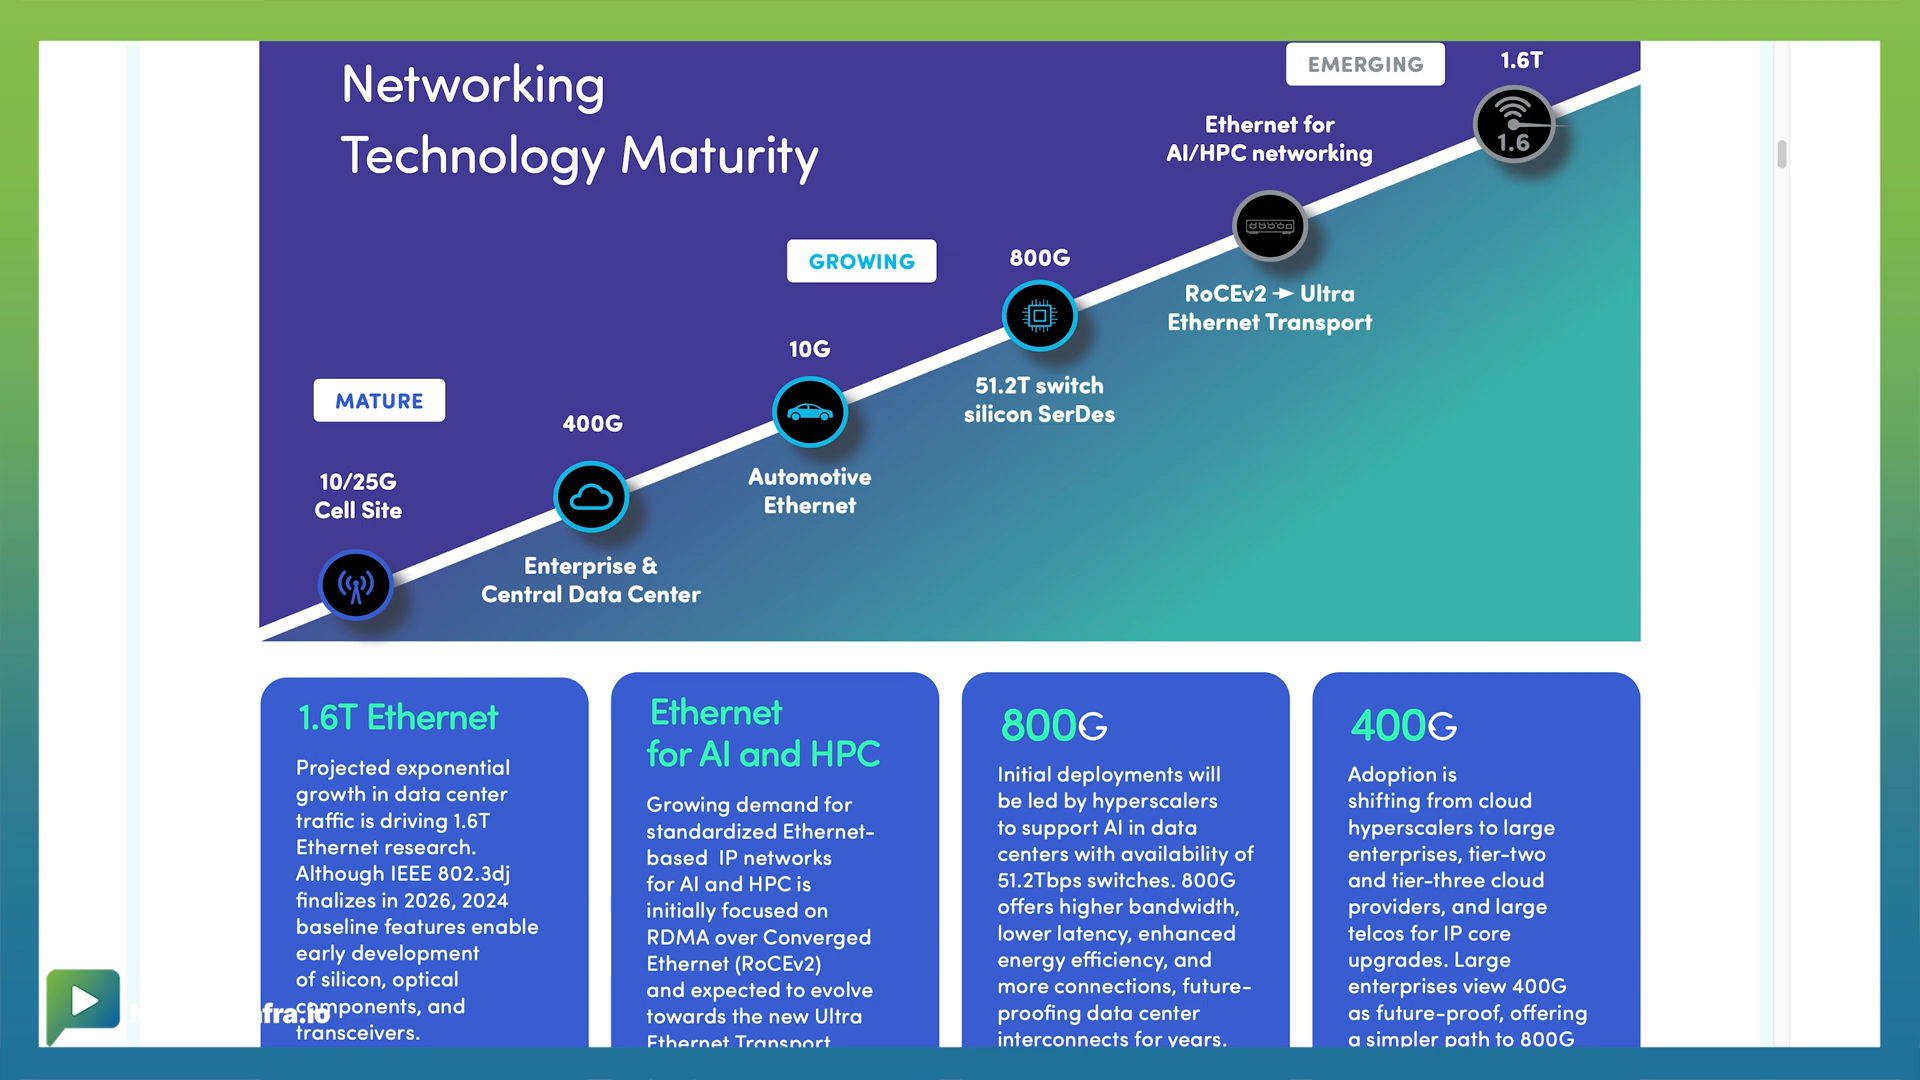 Networking
Technology Maturity
EMERGING
1.6T
1.6
Ethernet for
AI/HPC networking
RoCEv2 → Ultra
Ethernet Transport
GROWING
800G
51.2T switch
silicon SerDes
10G
Automotive
Ethernet
MATURE
400G
Enterprise &
Central Data Center
10/25G
Cell Site
1.6T Ethernet
Projected exponential
growth in data center
traffic is driving 1.6T
Ethernet research.
Although IEEE 802.3dj
finalizes in 2026, 2024
baseline features enable
early development
of silicon, optical
components, and
transceivers.
Ethernet
for AI and HPC
Growing demand for
standardized Ethernet-
based IP networks
for AI and HPC is
initially focused on
RDMA over Converged
Ethernet (RoCEv2)
and expected to evolve
towards the new Ultra
Ethernet Transport
800G
Initial deployments will
be led by hyperscalers
to support AI in data
centers with availability of
51.2Tbps switches. 800G
offers higher bandwidth,
lower latency, enhanced
energy efficiency, and
more connections, future-
proofing data center
interconnects for years.
400G
Adoption is
shifting from cloud
hyperscalers to large
enterprises, tier-two
and tier-three cloud
providers, and large
telcos for IP core
upgrades. Large
enterprises view 400G
as future-proof, offering
a simpler path to 800G